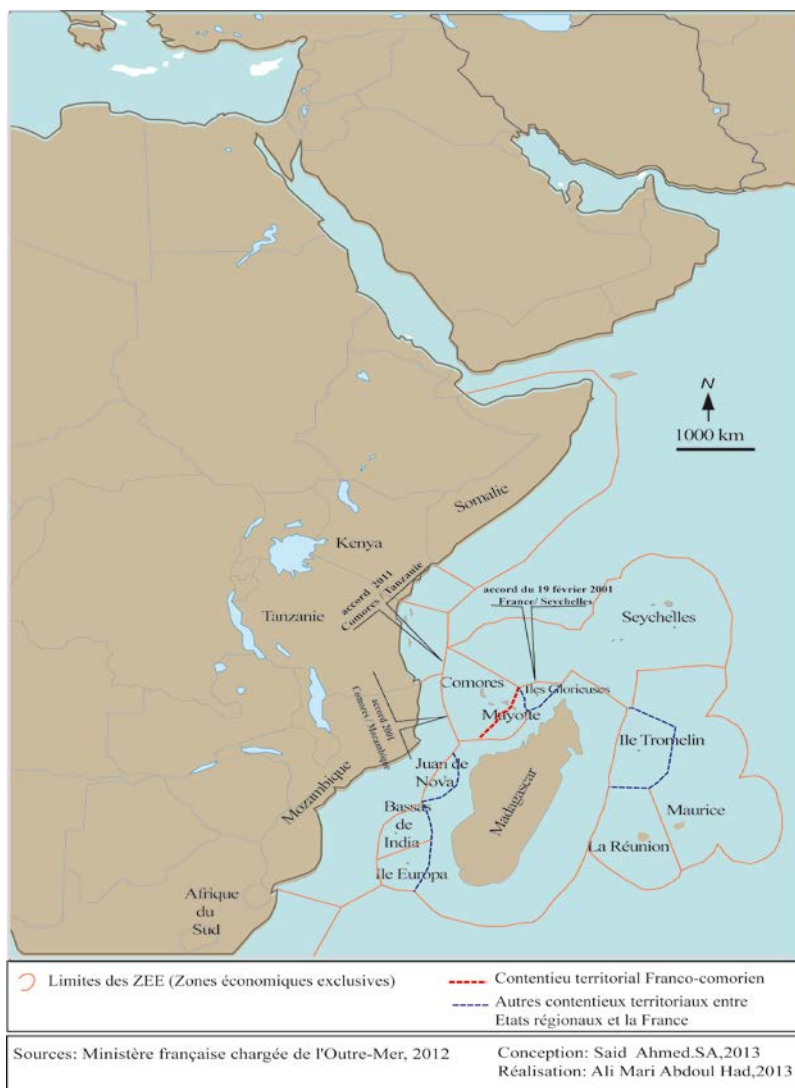 N
1000 km
Somalie
Kenya
accord 2011
Comores / Tanzanie
accord du 19 février 2001
France/ Seychelles
Tanzanie
Seychelles
Comores
Iles Glorieuses
Mayotte
accord 2001
Comores / Mozambique
Ile Tromelin
Juan de
Nova
Mozambique
Madagascar
Bassas
de
India
Maurice
La Réunion
île Europa
Afrique
du
Sud
Limites des ZEE (Zones économiques exclusives)
Contentieu territorial Franco-comorien
Autres contentieux territoriaux entre
Etats régionaux et la France
Sources: Ministère française chargée de l'Outre-Mer, 2012
Conception: Said Ahmed.SA,2013
Réalisation: Ali Mari Abdoul Had,2013